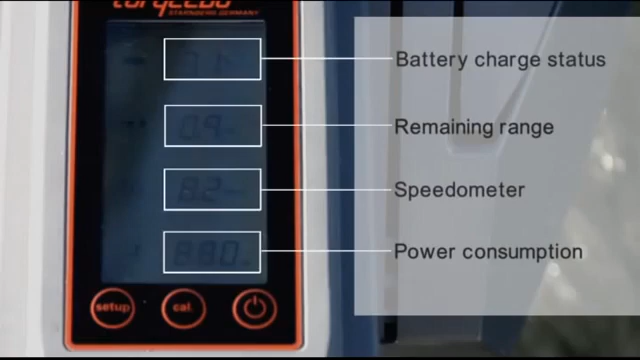 torqeedo
STARNBERG, GERMANY
Battery charge status
0.9
Remaining range
8.2
Speedometer
Power consumption
setup
cal.